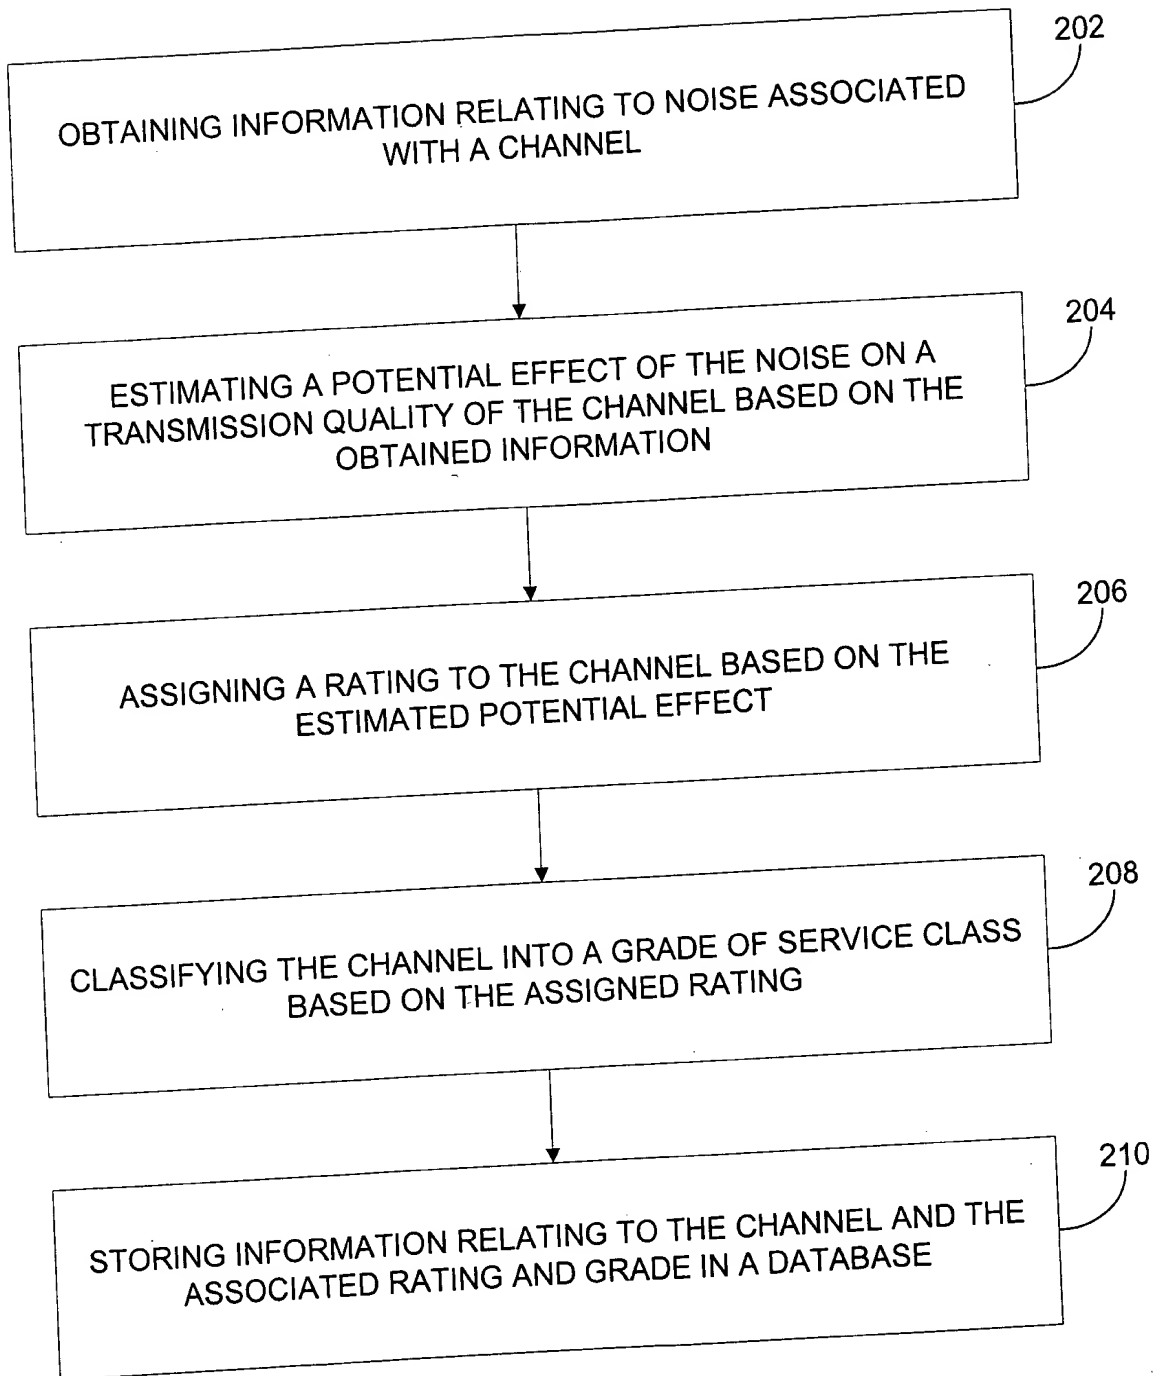 202
OBTAINING INFORMATION RELATING TO NOISE ASSOCIATED
WITH A CHANNEL
204
ESTIMATING A POTENTIAL EFFECT OF THE NOISE ON A
TRANSMISSION QUALITY OF THE CHANNEL BASED ON THE
OBTAINED INFORMATION
206
ASSIGNING A RATING TO THE CHANNEL BASED ON THE
ESTIMATED POTENTIAL EFFECT
208
CLASSIFYING THE CHANNEL INTO A GRADE OF SERVICE CLASS
BASED ON THE ASSIGNED RATING
210
STORING INFORMATION RELATING TO THE CHANNEL AND THE
ASSOCIATED RATING AND GRADE IN A DATABASE